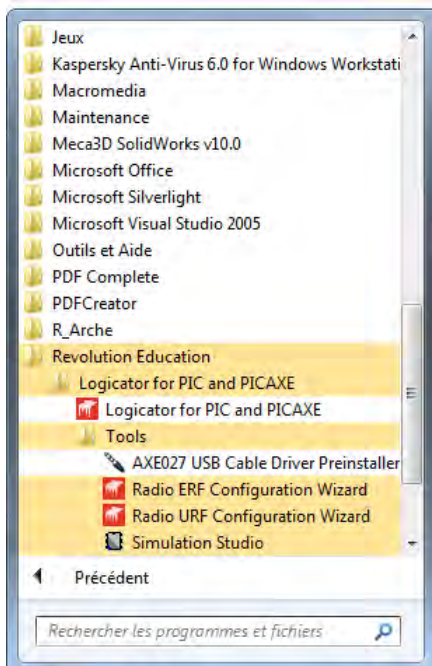 Jeux
Kaspersky Anti-Virus 6.0 for Windows Workstati
Macromedia
Maintenance
Meca3D SolidWorks v10.0
Microsoft Office
Microsoft Silverlight
Microsoft Visual Studio 2005
Outils et Aide
PDF Complete
PDFCreator
R_Arche
Revolution Education
Logicator for PIC and PICAXE
Logicator for PIC and PICAXE
Tools
AXE027 USB Cable Driver Preinstaller
Radio ERF Configuration Wizard
Radio URF Configuration Wizard
Simulation Studio
Précédent
Rechercher les programmes et fichiers